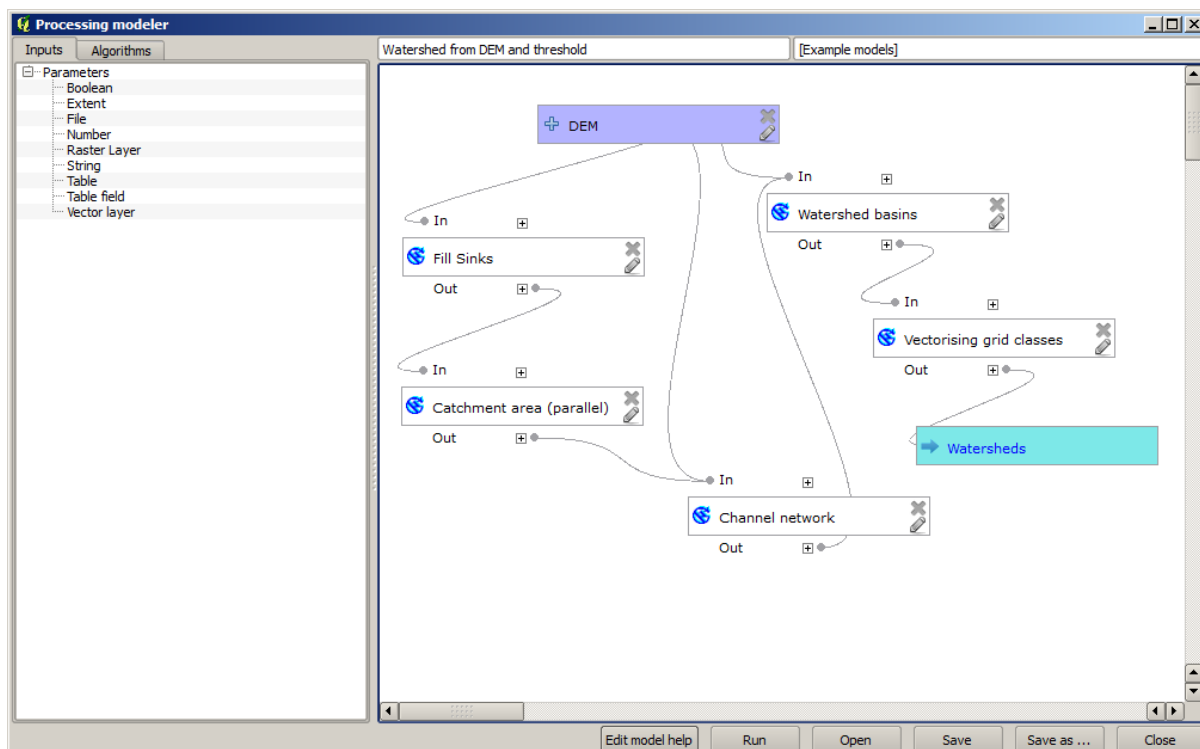 Processing modeler
Inputs
Algorithms
Watershed from DEM and threshold
[Example models]
Parameters
Boolean
Extent
File
Number
Raster Layer
String
Table
Table field
Vector layer
DEM
In
Watershed basins
Out
In
Fill Sinks
Out
In
Vectorising grid classes
Out
In
Catchment area (parallel)
Out
Watersheds
In
Channel network
Out
Edit model help
Run
Open
Save
Save as ...
Close